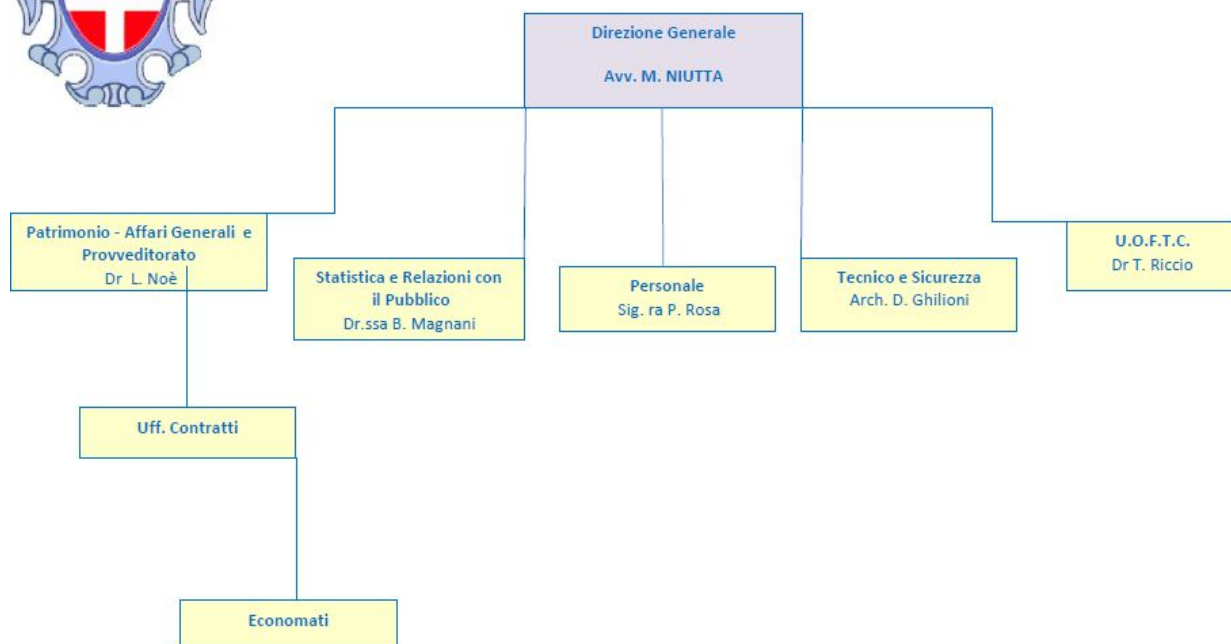 Direzione Generale
Avv. M. NIUTTA
Patrimonio - Affari Generali e
Provveditorato
Dr L. Noè
Statistica e Relazioni con
il Pubblico
Dr.ssa B. Magnani
Personale
Sig. ra P. Rosa
Tecnico e Sicurezza
Arch. D. Ghilioni
U.O.F.T.C.
Dr T. Riccio
Uff. Contratti
Economati